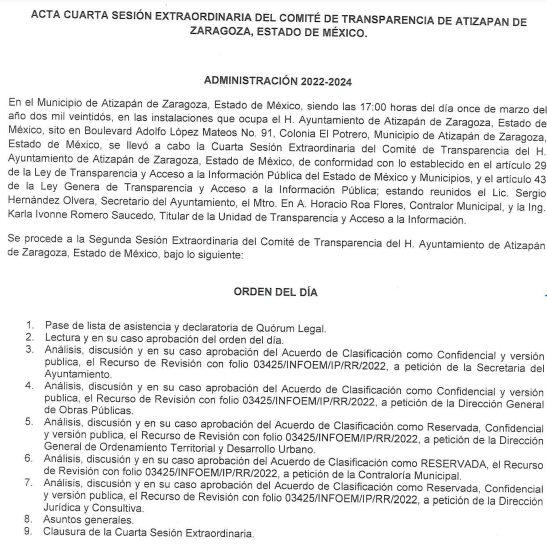 ACTA CUARTA SESIÓN EXTRAORDINARIA DEL COMITÉ DE TRANSPARENCIA DE ATIZAPAN DE
ZARAGOZA, ESTADO DE MÉXICO.
ADMINISTRACIÓN 2022-2024
En el Municipio de Atizapán de Zaragoza, Estado de México, siendo las 17:00 horas del día once de marzo del
año dos mil veintidós, en las instalaciones que ocupa el H. Ayuntamiento de Atizapán de Zaragoza, Estado de
México, sito en Boulevard Adolfo López Mateos No. 91, Colonia El Potrero, Municipio de Atizapán de Zaragoza,
Estado de México, se llevó a cabo la Cuarta Sesión Extraordinaria del Comité de Transparencia del H.
Ayuntamiento de Atizapán de Zaragoza, Estado de México, de conformidad con lo establecido en el artículo 29
de la Ley de Transparencia y Acceso a la Información Pública del Estado de México y Municipios, y el artículo 43
de la Ley Genera de Transparencia y Acceso a la Información Pública; estando reunidos el Lic. Sergio
Hernández Olvera, Secretario del Ayuntamiento, el Mtro. En A. Horacio Roa Flores, Contralor Municipal, y la Ing.
Karla Ivonne Romero Saucedo, Titular de la Unidad de Transparencia y Acceso a la Información.
Se procede a la Segunda Sesión Extraordinaria del Comité de Transparencia del H. Ayuntamiento de Atizapán
de Zaragoza, Estado de México, bajo lo siguiente:
ORDEN DEL DÍA
1. Pase de lista de asistencia y declaratoria de Quórum Legal.
2. Lectura y en su caso aprobación del orden del día.
3. Análisis, discusión y en su caso aprobación del Acuerdo de Clasificación como Confidencial y versión
publica, el Recurso de Revisión con folio 03425/INFOEM/IP/RR/2022, a petición de la Secretaria del
Ayuntamiento.
4. Análisis, discusión y en su caso aprobación del Acuerdo de Clasificación como Confidencial y versión
publica, el Recurso de Revisión con folio 03425/INFOEM/IP/RR/2022, a petición de la Dirección General
de Obras Públicas.
5. Análisis, discusión y en su caso aprobación del Acuerdo de Clasificación como Reservada, Confidencial
y versión publica, el Recurso de Revisión con folio 03425/INFOEM/IP/RR/2022, a petición de la Dirección
General de Ordenamiento Territorial y Desarrollo Urbano.
6. Análisis, discusión y en su caso aprobación del Acuerdo de Clasificación como RESERVADA, el Recurso
de Revisión con folio 03425/INFOEM/IP/RR/2022, a petición de la Contraloría Municipal.
7. Análisis, discusión y en su caso aprobación del Acuerdo de Clasificación como Reservada, Confidencial
y versión publica, el Recurso de Revisión con folio 03425/INFOEM/IP/RR/2022, a petición de la Dirección
Jurídica y Consultiva.
8. Asuntos generales.
9. Clausura de la Cuarta Sesión Extraordinaria.